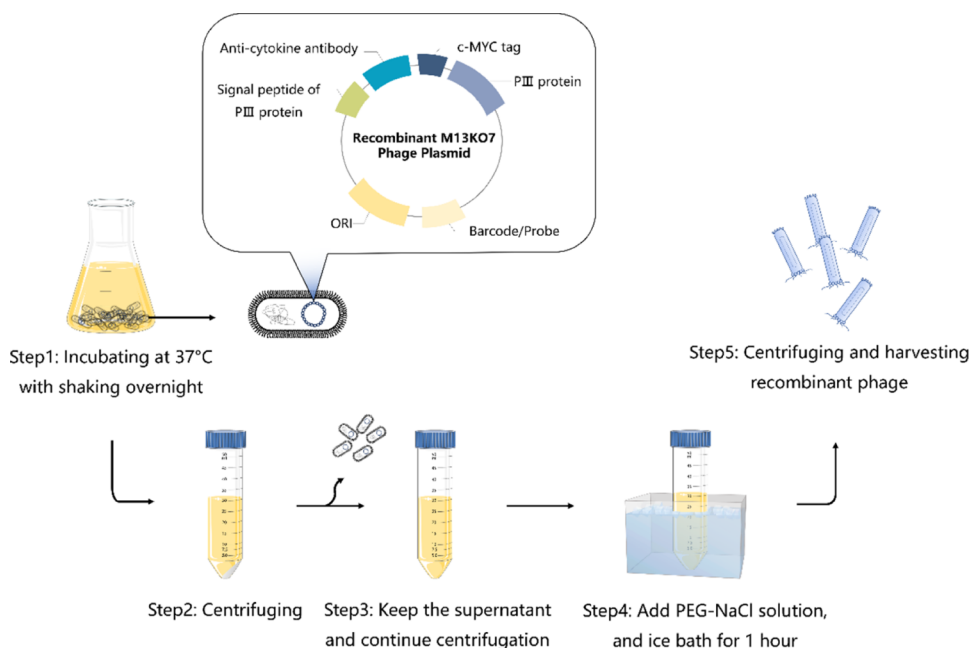 Anti-cytokine antibody
c-MYC tag
Signal peptide of
PⅢ protein
PⅢ protein
Recombinant M13KO7
Phage Plasmid
ORI
Barcode/Probe
Step1: Incubating at 37°C
with shaking overnight
Step5: Centrifuging and harvesting
recombinant phage
Step2: Centrifuging
Step3: Keep the supernatant
and continue centrifugation
Step4: Add PEG-NaCl solution,
and ice bath for 1 hour